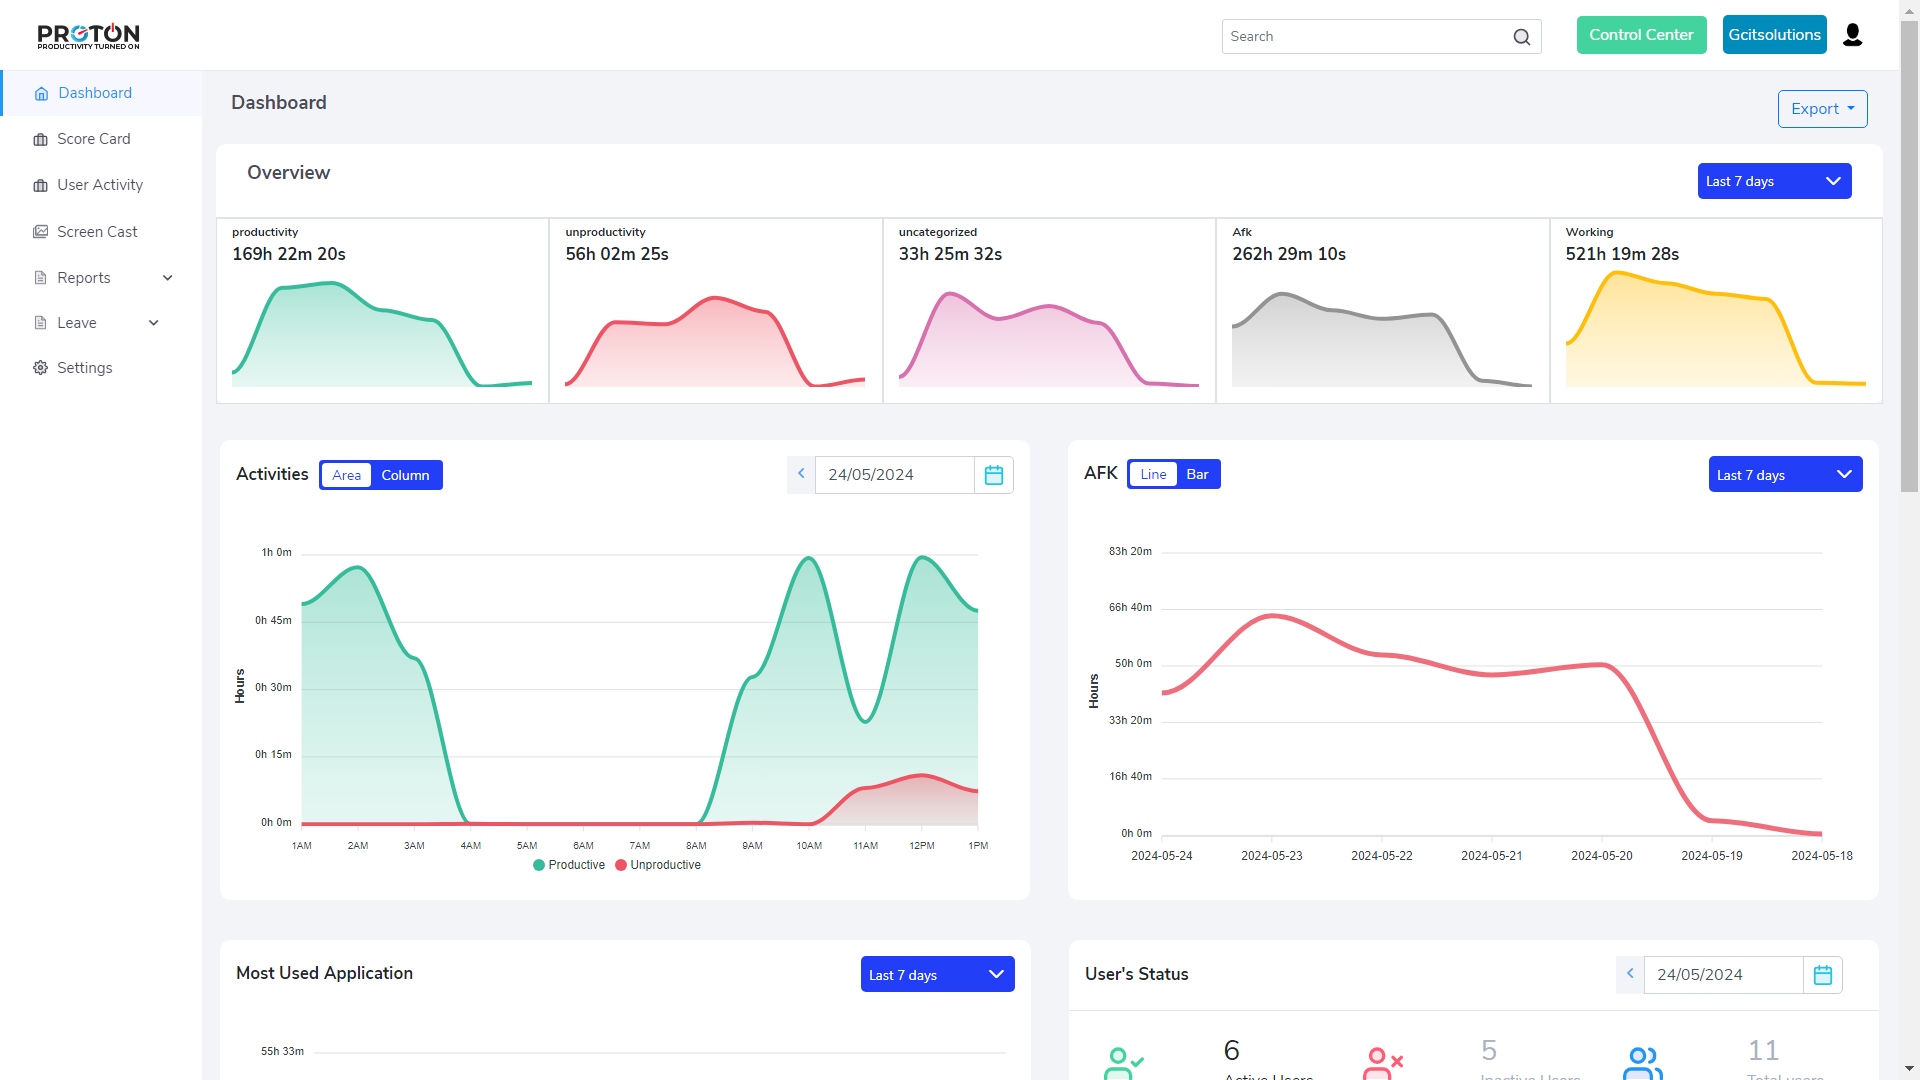 PROTON
PRODUCTIVITY TURNED ON
Search
Control Center
Gcitsolutions
Dashboard
Score Card
User Activity
Screen Cast
Reports
Leave
Settings
Dashboard
Export
Overview
Last 7 days
productivity
169h 22m 20s
unproductivity
56h 02m 25s
uncategorized
33h 25m 32s
Afk
262h 29m 10s
Working
521h 19m 28s
Activities
Area
Column
24/05/2024
1h 0m
0h 45m
0h 30m
0h 15m
0h 0m
Hours
1AM 2AM 3AM 4AM 5AM 6AM 7AM 8AM 9AM 10AM 11AM 12PM 1PM
Productive Unproductive
AFK
Line
Bar
Last 7 days
83h 20m
66h 40m
50h 0m
33h 20m
16h 40m
0h 0m
Hours
2024-05-24 2024-05-23 2024-05-22 2024-05-21 2024-05-20 2024-05-19 2024-05-18
Most Used Application
Last 7 days
55h 33m
User's Status
24/05/2024
6
Active Users
5
Inactive Users
11
Total users